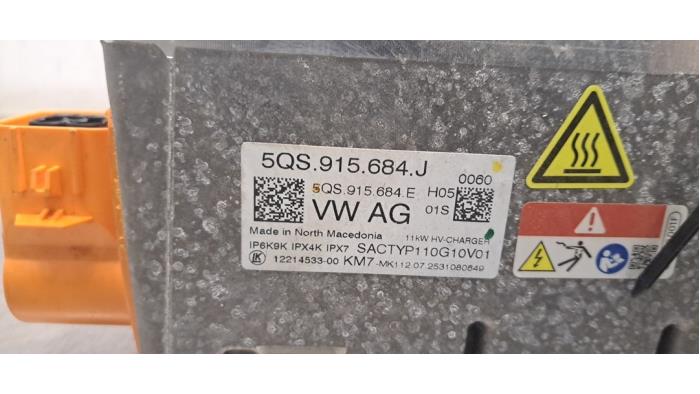 5QS.915.684.J
0060
5QS.915.684.E H05
VW AG 01S
Made in North Macedonia 11kW HV-CHARGER
IP6K9K IPX4K IPX7 SACTYP110G10V01
LK 12214533-00 KM7-MK112.07.2531080649